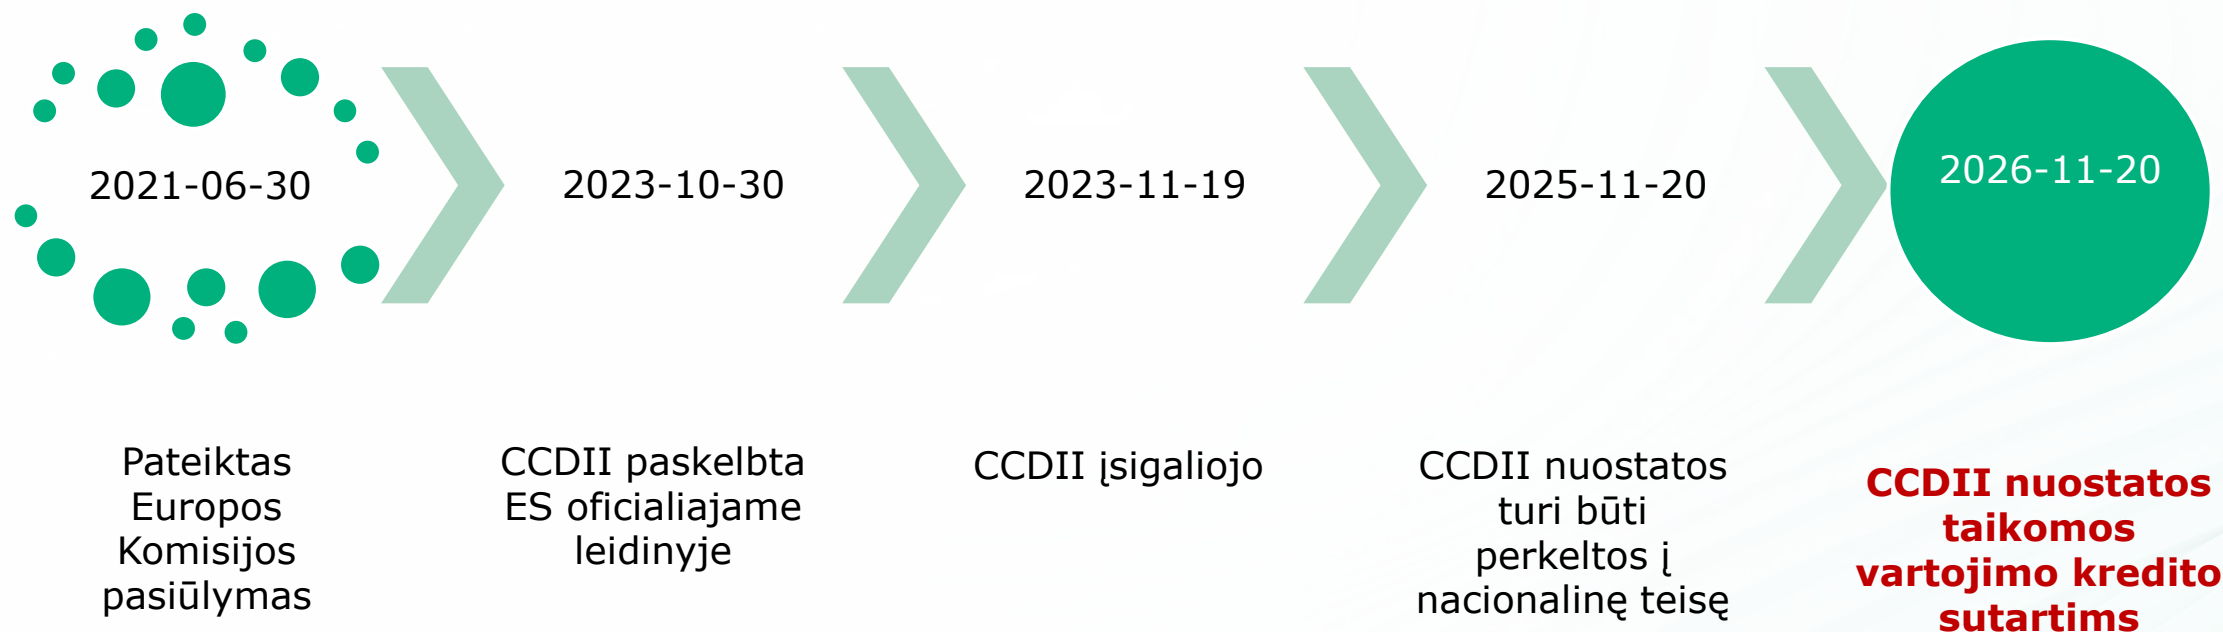 2021-06-30
2023-10-30
2023-11-19
2025-11-20
2026-11-20
Pateiktas
Europos
Komisijos
pasiūlymas
CCDII paskelbta
ES oficialiajame
leidinyje
CCDII įsigaliojo
CCDII nuostatos
turi būti
perkeltos į
nacionalinę teisę
CCDII nuostatos
taikomos
vartojimo kredito
sutartims